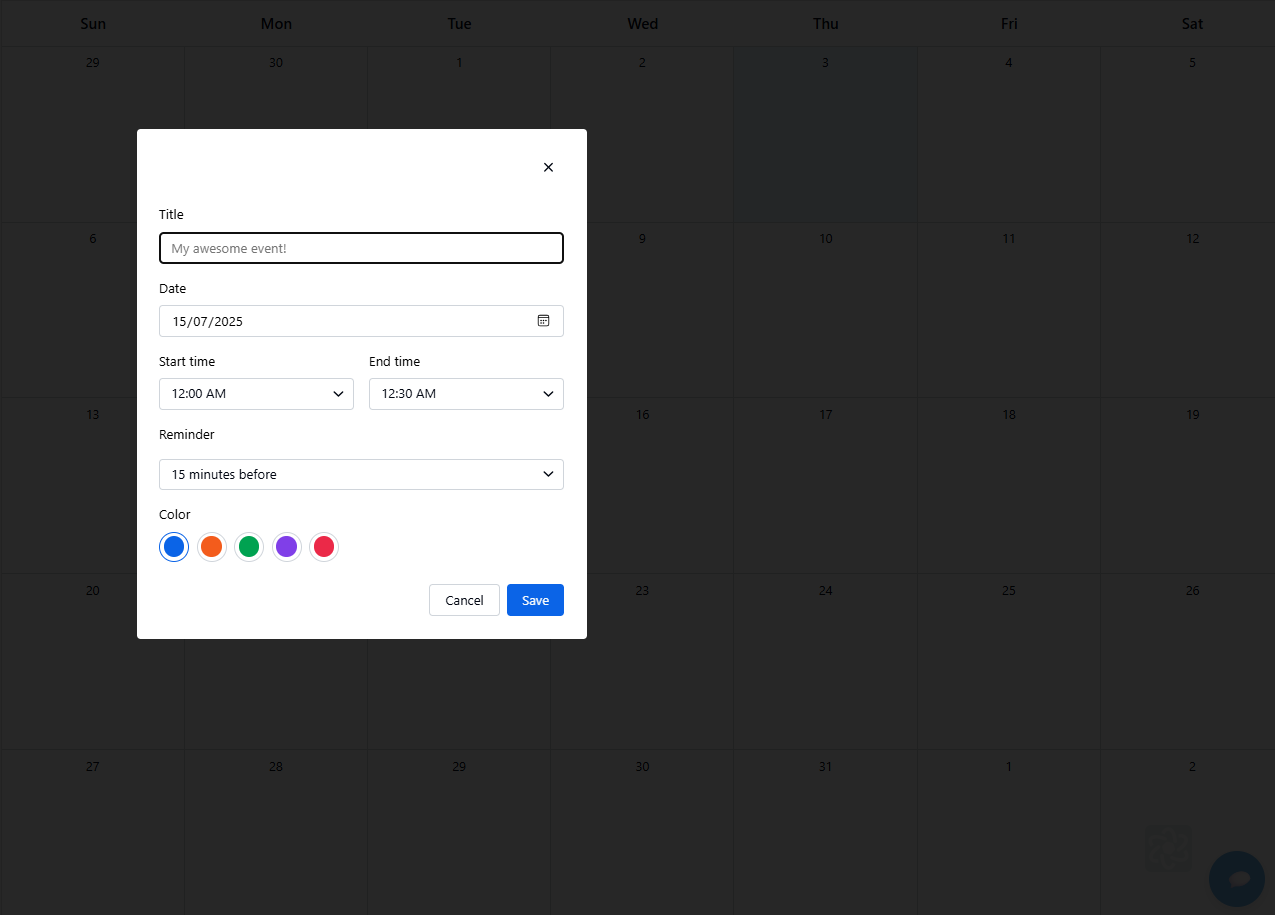 Sun Mon Tue Wed Thu Fri Sat
29 30 1 2 3 4 5
Title
My awesome event!
6 9 10 11 12
Date
15/07/2025
Start time End time
12:00 AM 12:30 AM
13 16 17 18 19
Reminder
15 minutes before
Color
20 23 24 25 26
Cancel Save
27 28 29 30 31 1 2